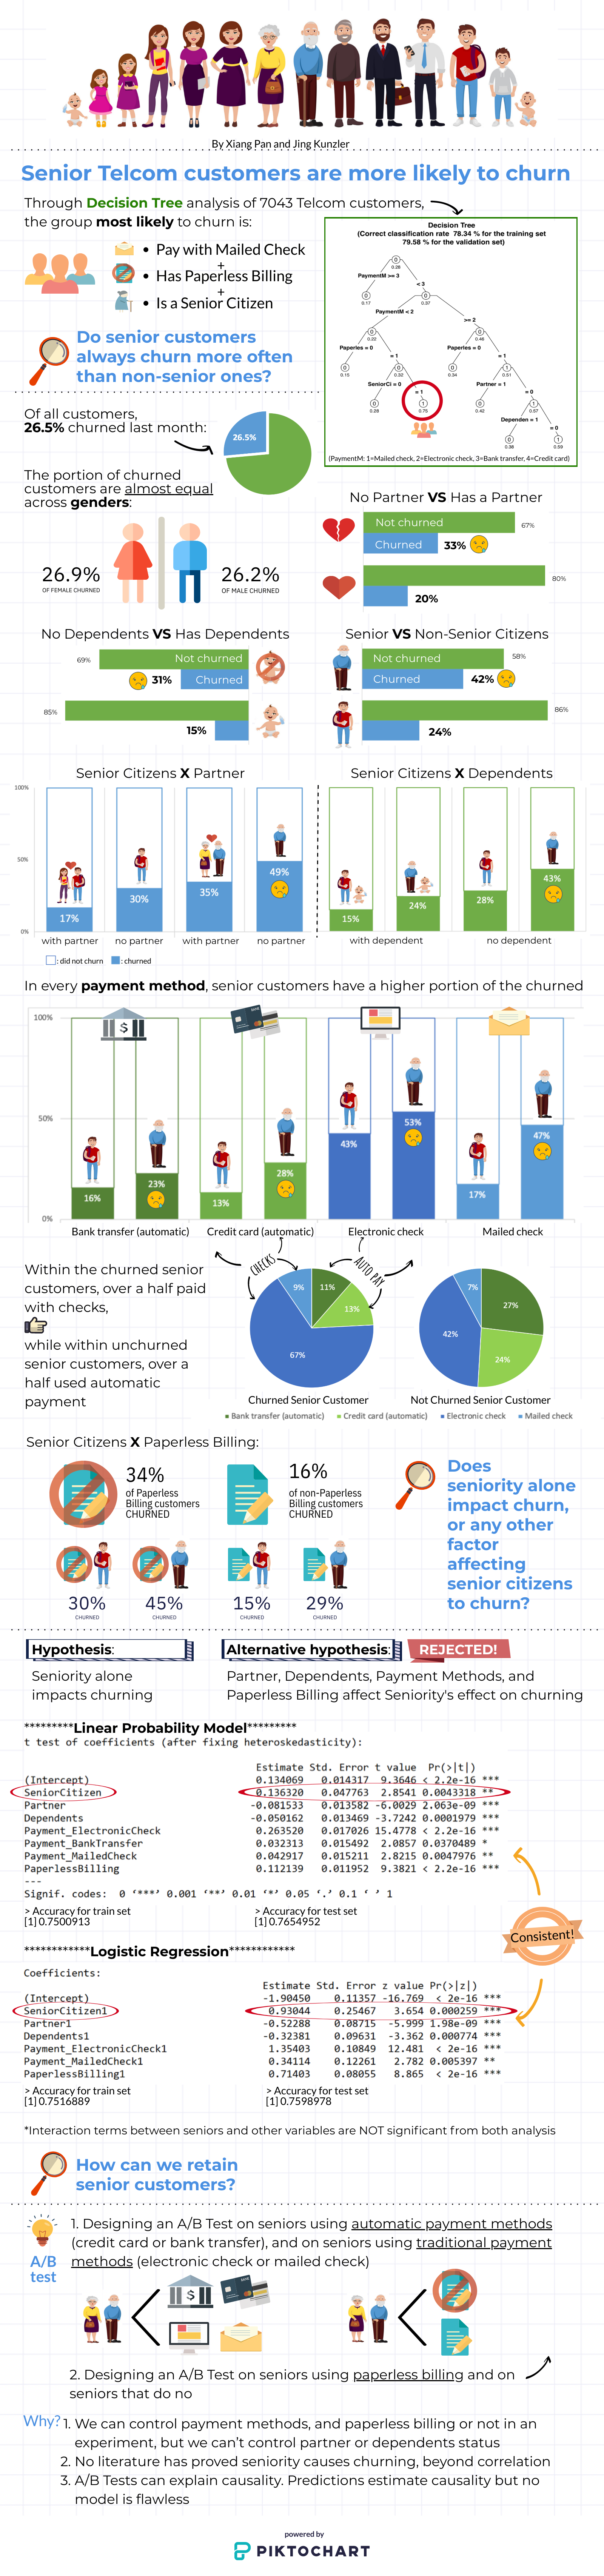 By Xiang Pan and Jing Kunzler
Senior Telcom customers are more likely to churn
Through Decision Tree analysis of 7043 Telcom customers,
the group most likely to churn is:
• Pay with Mailed Check
+
• Has Paperless Billing
+
• Is a Senior Citizen
Decision Tree
(Correct classification rate 78.34 % for the training set
79.58 % for the validation set)
0
0.28
PaymentM >= 3
< 3
0
0.17
0
0.37
PaymentM < 2
>= 2
0
0.22
0
0.46
Paperles = 0
= 1
Paperles = 0
= 1
0
0.15
0
0.32
0
0.34
1
0.51
SeniorCi = 0
= 1
Partner = 1
= 0
0
0.28
1
0.75
0
0.42
1
0.57
Dependen = 1
= 0
0
0.38
1
0.59
(PaymentM: 1=Mailed check, 2=Electronic check, 3=Bank transfer, 4=Credit card)
Do senior customers
always churn more often
than non-senior ones?
Of all customers,
26.5% churned last month:
26.5%
The portion of churned
customers are almost equal
across genders:
26.9%
OF FEMALE CHURNED
26.2%
OF MALE CHURNED
No Partner VS Has a Partner
Not churned
67%
Churned
33%
80%
20%
No Dependents VS Has Dependents
69%
Not churned
31%
Churned
85%
15%
Senior VS Non-Senior Citizens
Not churned
58%
Churned
42%
86%
24%
Senior Citizens X Partner
Senior Citizens X Dependent
100%
50%
0%
17%
30%
35%
49%
15%
24%
28%
43%
with partner
no partner
with partner
no partner
with dependent
no dependent
: did not churn
: churned
In every payment method, senior customers have a higher portion of the churned
100%
50%
0%
$
16%
23%
13%
28%
43%
53%
17%
47%
Bank transfer (automatic)
Credit card (automatic)
Electronic check
Mailed check
CHECKS
AUTO PAY
Within the churned senior
customers, over a half paid
with checks,
while within unchurned
senior customers, over a
half used automatic
payment
9%
11%
13%
67%
7%
27%
42%
24%
Churned Senior Customer
Not Churned Senior Customer
Bank transfer (automatic)
Credit card (automatic)
Electronic check
Mailed check
Senior Citizens X Paperless Billing:
34%
of Paperless
Billing customers
CHURNED
16%
of non-Paperless
Billing customers
CHURNED
30%
CHURNED
45%
CHURNED
15%
CHURNED
29%
CHURNED
Does
seniority alone
impact churn,
or any other
factor
affecting
senior citizens
to churn?
Hypothesis:
Seniority alone
impacts churning
Alternative hypothesis:
REJECTED!
Partner, Dependents, Payment Methods, and
Paperless Billing affect Seniority's effect on churning
*********Linear Probability Model*********
t test of coefficients (after fixing heteroskedasticity):
Estimate Std. Error t value Pr(>|t|)
(Intercept) 0.134069 0.014317 9.3646 < 2.2e-16 ***
SeniorCitizen 0.136320 0.047763 2.8541 0.0043318 **
Partner -0.081533 0.013582 -6.0029 2.063e-09 ***
Dependents -0.050162 0.013469 -3.7242 0.0001979 ***
Payment_ElectronicCheck 0.263520 0.017026 15.4778 < 2.2e-16 ***
Payment_BankTransfer 0.032313 0.015492 2.0857 0.0370489 *
Payment_MailedCheck 0.042917 0.015211 2.8215 0.0047976 **
PaperlessBilling 0.112139 0.011952 9.3821 < 2.2e-16 ***
---
Signif. codes: 0 ‘***’ 0.001 ‘**’ 0.01 ‘*’ 0.05 ‘.’ 0.1 ‘ ’ 1
> Accuracy for train set
[1] 0.7500913
> Accuracy for test set
[1] 0.7654952
Consistent!
************Logistic Regression************
Coefficients:
Estimate Std. Error z value Pr(>|z|)
(Intercept) -1.90450 0.11357 -16.769 < 2e-16 ***
SeniorCitizen1 0.93044 0.25467 3.654 0.000259 ***
Partner1 -0.52288 0.08715 -5.999 1.98e-09 ***
Dependents1 -0.32381 0.09631 -3.362 0.000774 ***
Payment_ElectronicCheck1 1.35403 0.10849 12.481 < 2e-16 ***
Payment_MailedCheck1 0.34114 0.12261 2.782 0.005397 **
PaperlessBilling1 0.71403 0.08055 8.865 < 2e-16 ***
> Accuracy for train set
[1] 0.7516889
> Accuracy for test set
[1] 0.7598978
*Interaction terms between seniors and other variables are NOT significant from both analysis
How can we retain
senior customers?
A/B
test
1. Designing an A/B Test on seniors using automatic payment methods
(credit card or bank transfer), and on seniors using traditional payment
methods (electronic check or mailed check)
$
2. Designing an A/B Test on seniors using paperless billing and on
seniors that do no
Why?
1. We can control payment methods, and paperless billing or not in an
experiment, but we can't control partner or dependents status
2. No literature has proved seniority causes churning, beyond correlation
3. A/B Tests can explain causality. Predictions estimate causality but no
model is flawless
powered by
PIKTOCHART